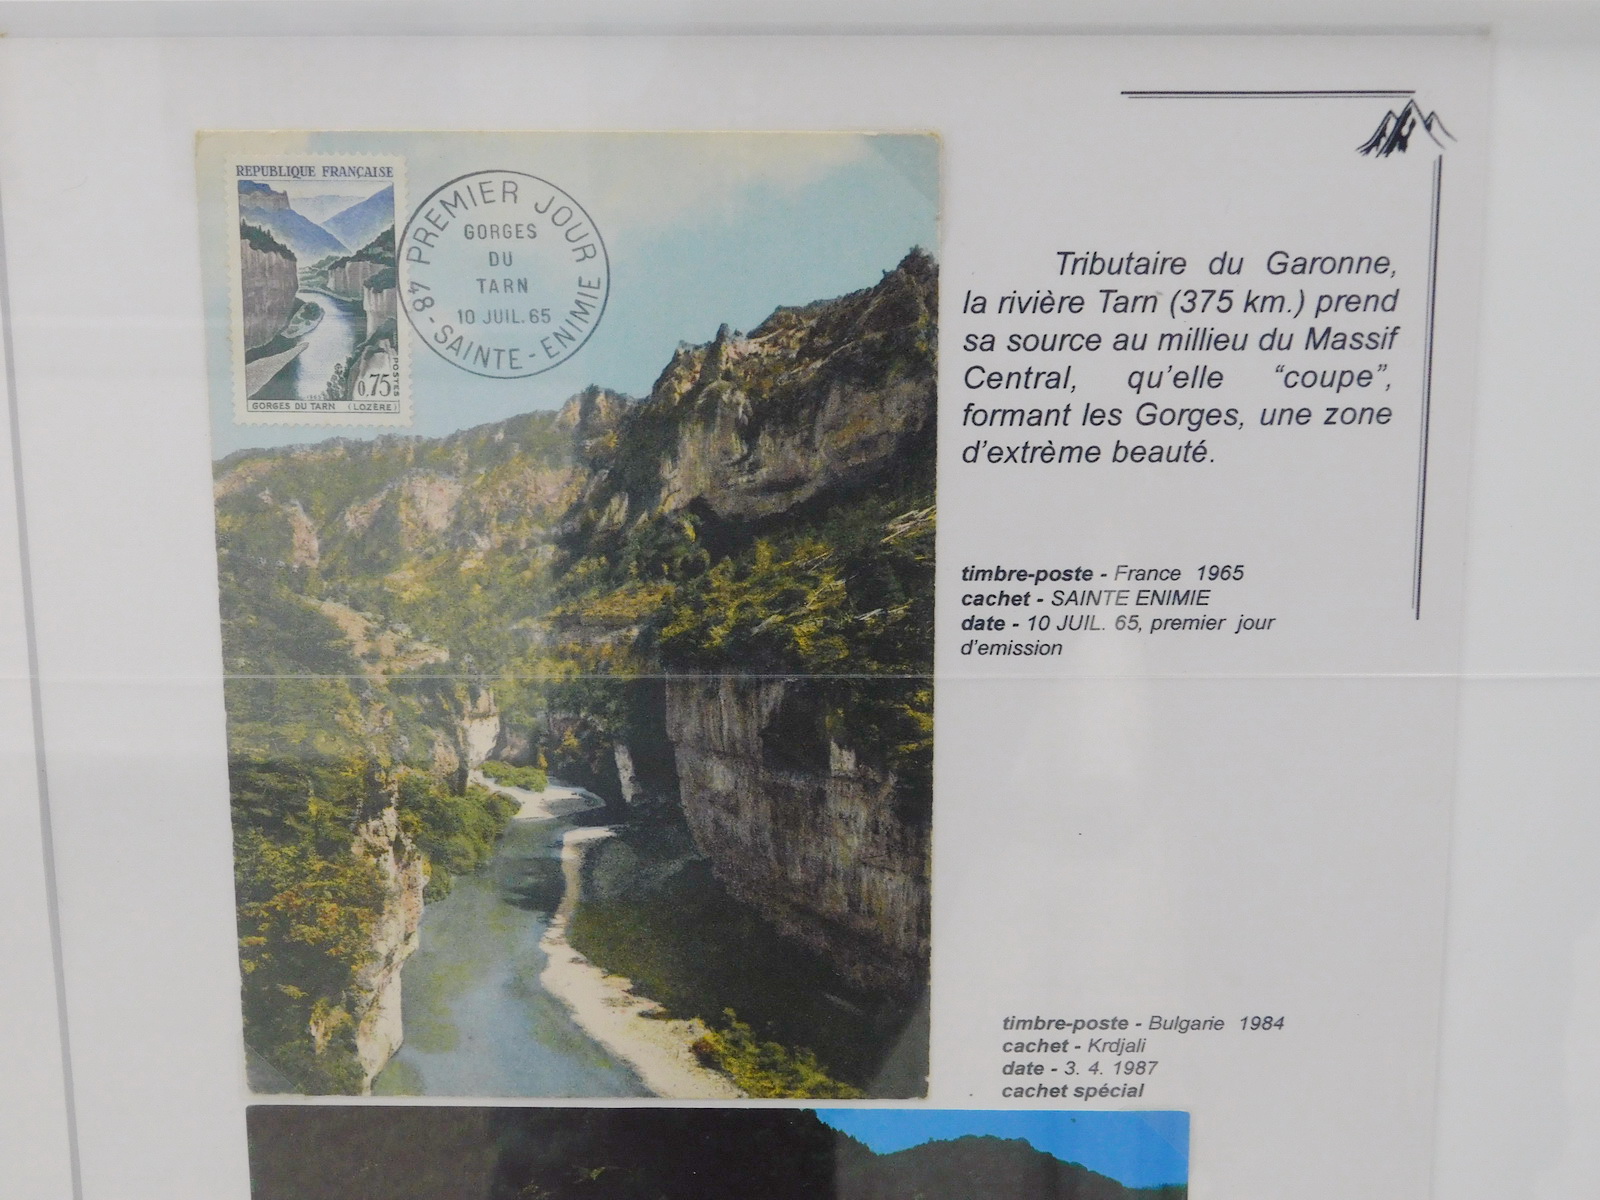 REPUBLIQUE FRANÇAISE
0.75
POSTES
GORGES DU TARN (LOZÈRE)
PREMIER JOUR
GORGES
DU
TARN
10 JUIL. 65
48 - SAINTE - ENIMIE
Tributaire du Garonne,
la rivière Tarn (375 km.) prend
sa source au millieu du Massif
Central, qu'elle “coupe”,
formant les Gorges, une zone
d'extrème beauté.
timbre-poste - France 1965
cachet - SAINTE ENIMIE
date - 10 JUIL. 65, premier jour
d'emission
timbre-poste - Bulgarie 1984
cachet - Krdjali
date - 3. 4. 1987
cachet spécial